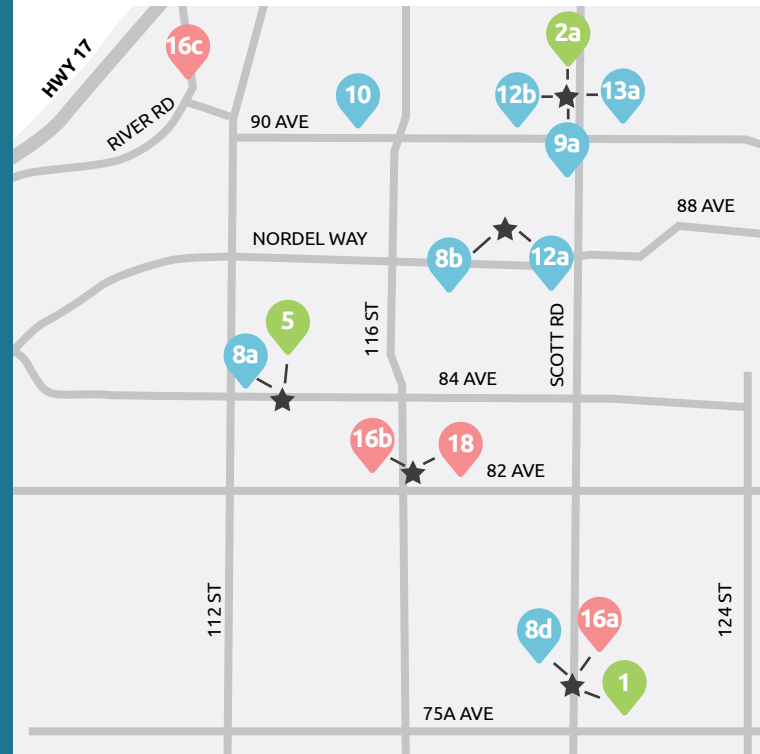 HWY 17
16c
2a
10
12b
13a
RIVER RD
90 AVE
9a
88 AVE
NORDEL WAY
8b
12a
5
116 ST
SCOTT RD
8a
84 AVE
16b
18
82 AVE
112 ST
124 ST
8d
16a
1
75A AVE